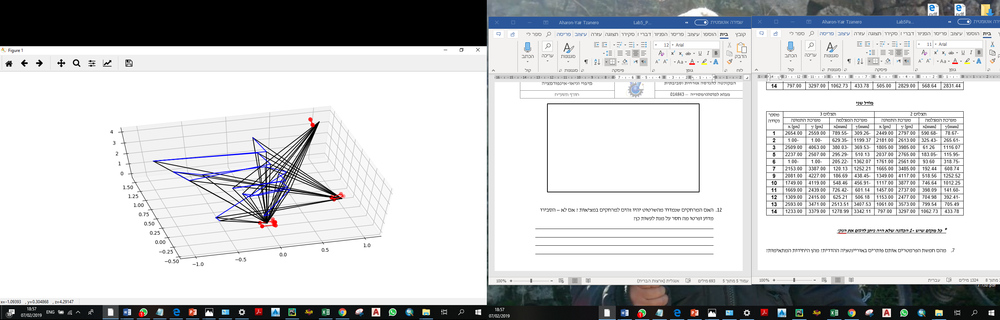 Figure 1
4
3
2
1
0
1.50
1.25
1.00
0.75
0.50
0.25
0.00
−0.25
−0.50
−1.0
−0.5
0.0
0.5
1.0
x=-1.09393 , y=0.304868 , z=4.29147
19
18:57
07/02/2019
ENG
Aharon-Yair Tzanero
Lab5_P...
שמירה אוטומטית
קובץ
בית
הוספו
עיצוב
פריסר
הפניור
דברי ז
סקירר
תצוגה
עזרה
עיצוב
פריסה
ספר לי
הדבק
12
Arial
סגנונות
עריכה
הכתב
לוח
גופן
פיסקה
סגנונות
קול
הפקולטה להנדסה אזרחית וסביבתית
מיפוי וגיאו-אינפורמציה
מבוא לפוטוגרמטריה – 014843
חורף תשע"ח
12. האם המרחקים שנמדוד מהשרטוט יהיו זהים למרחקים במציאות ? אם לא – הסבירו
מדוע ופרטו מה חסר על מנת לעשות כן?
עמוד 5 מתוך 5
693 מילים
אנגלית (ארצות הברית)
100%
pdf
pdf
Aharon-Yair Tzanero
Lab5Pa...
שמירה אוטומטית
בית
הוספו
עיצוב
פריסר
הפניור
דברי ז
סקירר
תצוגה
עזרה
עיצוב
פריסה
ספר לי
11
Arial
סגנונות
עריכה
הכתב
גופן
פיסקה
סגנונות
קול
14 797.00 3297.00 1062.73 433.78 505.00 2829.00 568.64 2831.44
מודל שני
מספר נקודה
תצלום 3
תצלום 2
מערכת התמונה
מערכת המצלמה
מערכת התמונה
מערכת המצלמה
x [px] y [px] x[mm] y[mm] x [px] y [px] x[mm] y[mm]
1 2654.00 2559.00 789.55- 309.26- 2449.00 2797.00 590.68- 78.67-
2 1.00- 1.00- 629.35- 1199.37 2181.00 2613.00 325.43- 265.61-
3 2509.00 4063.00 380.03- 369.53- 1805.00 3985.00 61.26 1116.07
5 2237.00 2507.00 295.29- 510.13 2037.00 2765.00 183.05- 115.95-
6 1.00- 1.00- 205.22- 1362.07 1761.00 2561.00 93.60 318.75-
7 2153.00 3387.00 120.13 1252.21 1665.00 3485.00 192.44 608.74
9 2081.00 4227.00 186.69 438.45- 1349.00 4117.00 518.56 1252.52
10 1749.00 4119.00 548.46 456.91- 1117.00 3877.00 746.64 1012.25
11 1669.00 2439.00 726.42- 601.14 1457.00 2737.00 398.09 141.60-
12 1309.00 2415.00 625.21 506.18 1153.00 2477.00 704.98 392.41-
13 2593.00 3471.00 2513.51 3407.53 1061.00 3573.00 799.54 705.49
14 1233.00 3379.00 1278.99 3342.11 797.00 3297.00 1062.73 433.78
* כל מקום שיש 1- הכוונה שלא היה ניתן לדגום את הנק'
7. מהם חמשת הפרמטרים אותם פותרים באוריינטציה ההדדית? מהן היחידות המתאימות?
מתוך 8
1324 מילים
עברית
100%
שנה ג.pdf
18:57
07/02/2019